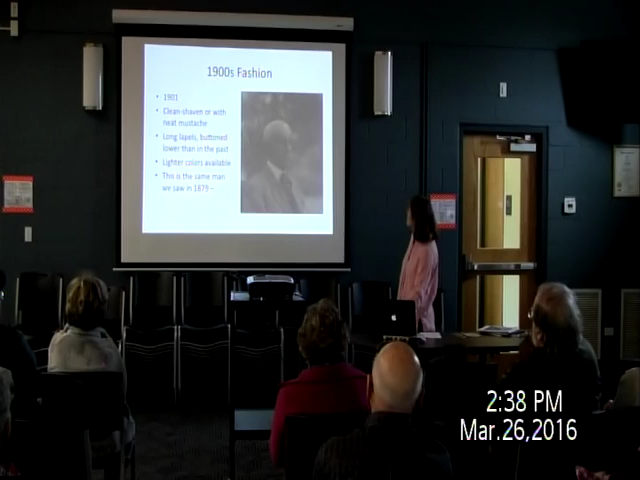 1900s Fashion
• 1901
• Clean-shaven or with
neat mustache
• Long lapels, buttoned
lower than in the past
• Lighter colors available
• This is the same man
we saw in 1879 –
2:38 PM
Mar.26,2016